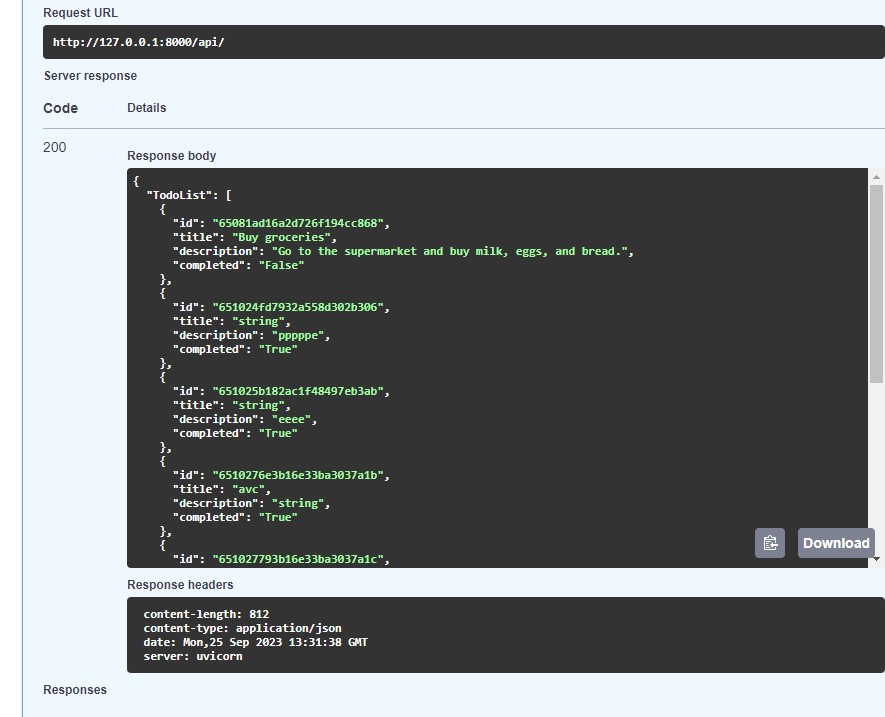 Request URL
http://127.0.0.1:8000/api/
Server response
Code Details
200
Response body
{
"TodoList": [
{
"id": "65081ad16a2d726f194cc868",
"title": "Buy groceries",
"description": "Go to the supermarket and buy milk, eggs, and bread.",
"completed": "False"
},
{
"id": "651024fd7932a558d302b306",
"title": "string",
"description": "pppppe",
"completed": "True"
},
{
"id": "651025b182ac1f48497eb3ab",
"title": "string",
"description": "eeee",
"completed": "True"
},
{
"id": "6510276e3b16e33ba3037a1b",
"title": "avc",
"description": "string",
"completed": "True"
},
{
"id": "651027793b16e33ba3037a1c",
Download
Response headers
content-length: 812
content-type: application/json
date: Mon,25 Sep 2023 13:31:38 GMT
server: uvicorn
Responses